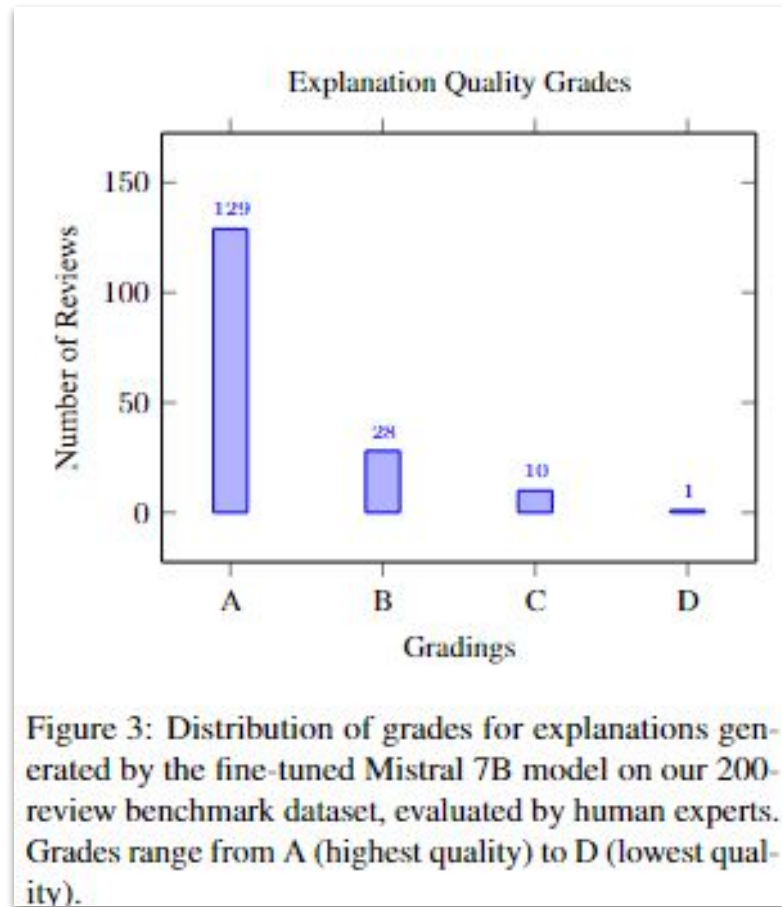 Explanation Quality Grades
150
100
50
0
Number of Reviews
129
28
10
1
A B C D
Gradings
Figure 3: Distribution of grades for explanations gen-
erated by the fine-tuned Mistral 7B model on our 200-
review benchmark dataset, evaluated by human experts.
Grades range from A (highest quality) to D (lowest qual-
ity).